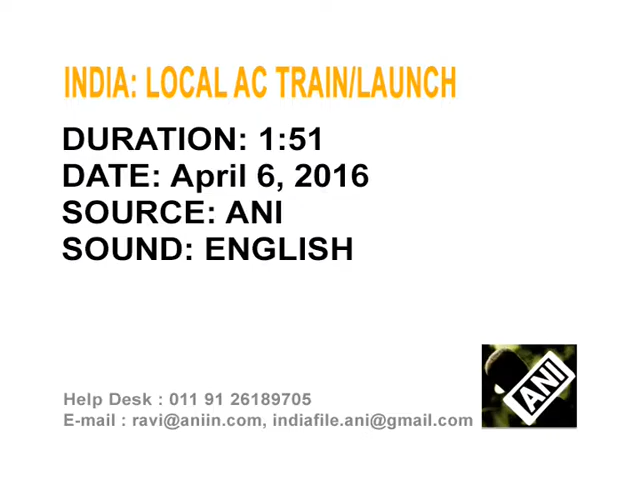 INDIA: LOCAL AC TRAIN/LAUNCH
DURATION: 1:51
DATE: April 6, 2016
SOURCE: ANI
SOUND: ENGLISH
Help Desk : 011 91 26189705
E-mail : ravi@aniin.com, indiafile.ani@gmail.com
ANI